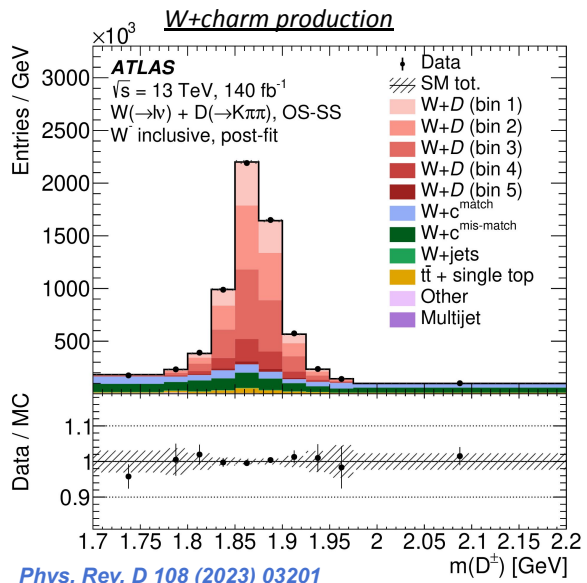 W+charm production
×10³
Entries / GeV
3000
2500
2000
1500
1000
500
ATLAS
√s = 13 TeV, 140 fb⁻¹
W(→lν) + D(→Kππ), OS-SS
W⁻ inclusive, post-fit
Data
SM tot.
W+D (bin 1)
W+D (bin 2)
W+D (bin 3)
W+D (bin 4)
W+D (bin 5)
W+c^match
W+c^mis-match
W+jets
tt̄ + single top
Other
Multijet
Data / MC
1.1
1
0.9
1.7 1.75 1.8 1.85 1.9 1.95 2 2.05 2.1 2.15 2.2
m(D±) [GeV]
Phys. Rev. D 108 (2023) 03201